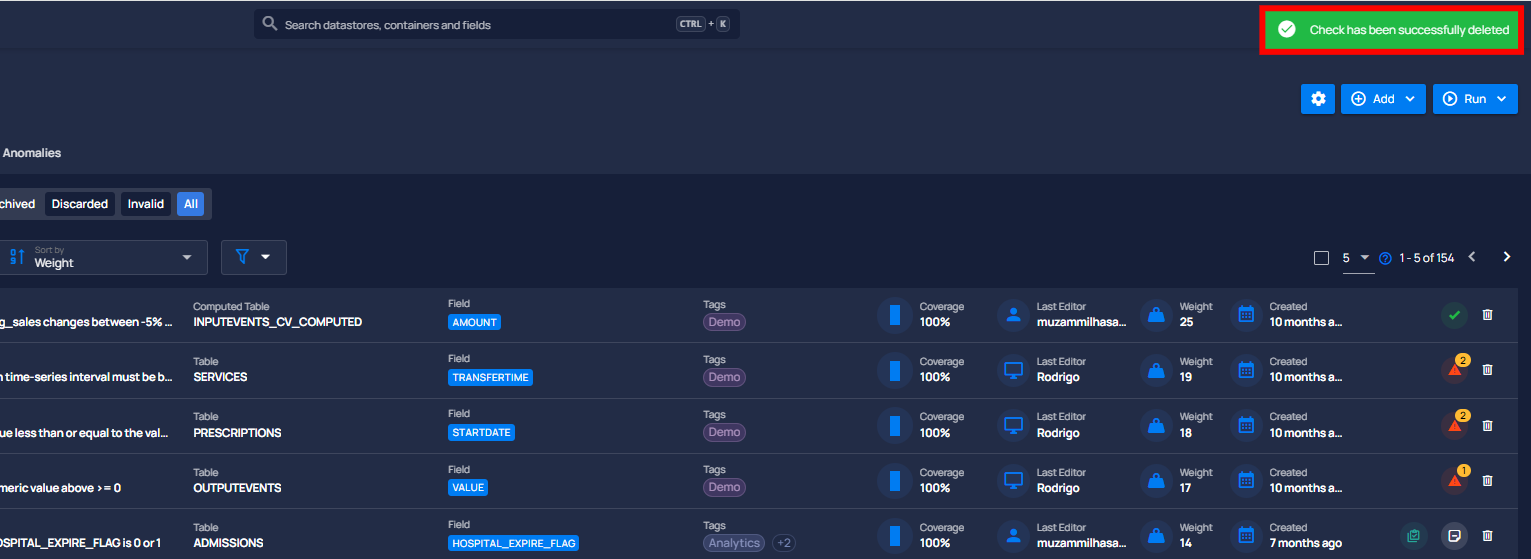 Search datastores, containers and fields CTRL + K
Check has been successfully deleted
Add Run
Anomalies
chived Discarded Invalid All
Sort by
Weight
5 1 - 5 of 154
g_sales changes between -5% ... Computed Table INPUTEVENTS_CV_COMPUTED Field AMOUNT Tags Demo Coverage 100% Last Editor muzammilhasa... Weight 25 Created 10 months a...
n time-series interval must be b... Table SERVICES Field TRANSFERTIME Tags Demo Coverage 100% Last Editor Rodrigo Weight 19 Created 10 months a... 2
ue less than or equal to the val... Table PRESCRIPTIONS Field STARTDATE Tags Demo Coverage 100% Last Editor Rodrigo Weight 18 Created 10 months a... 2
meric value above >= 0 Table OUTPUTEVENTS Field VALUE Tags Demo Coverage 100% Last Editor Rodrigo Weight 17 Created 10 months a... 1
OSPITAL_EXPIRE_FLAG is 0 or 1 Table ADMISSIONS Field HOSPITAL_EXPIRE_FLAG Tags Analytics +2 Coverage 100% Last Editor muzammilhasa... Weight 14 Created 7 months ago